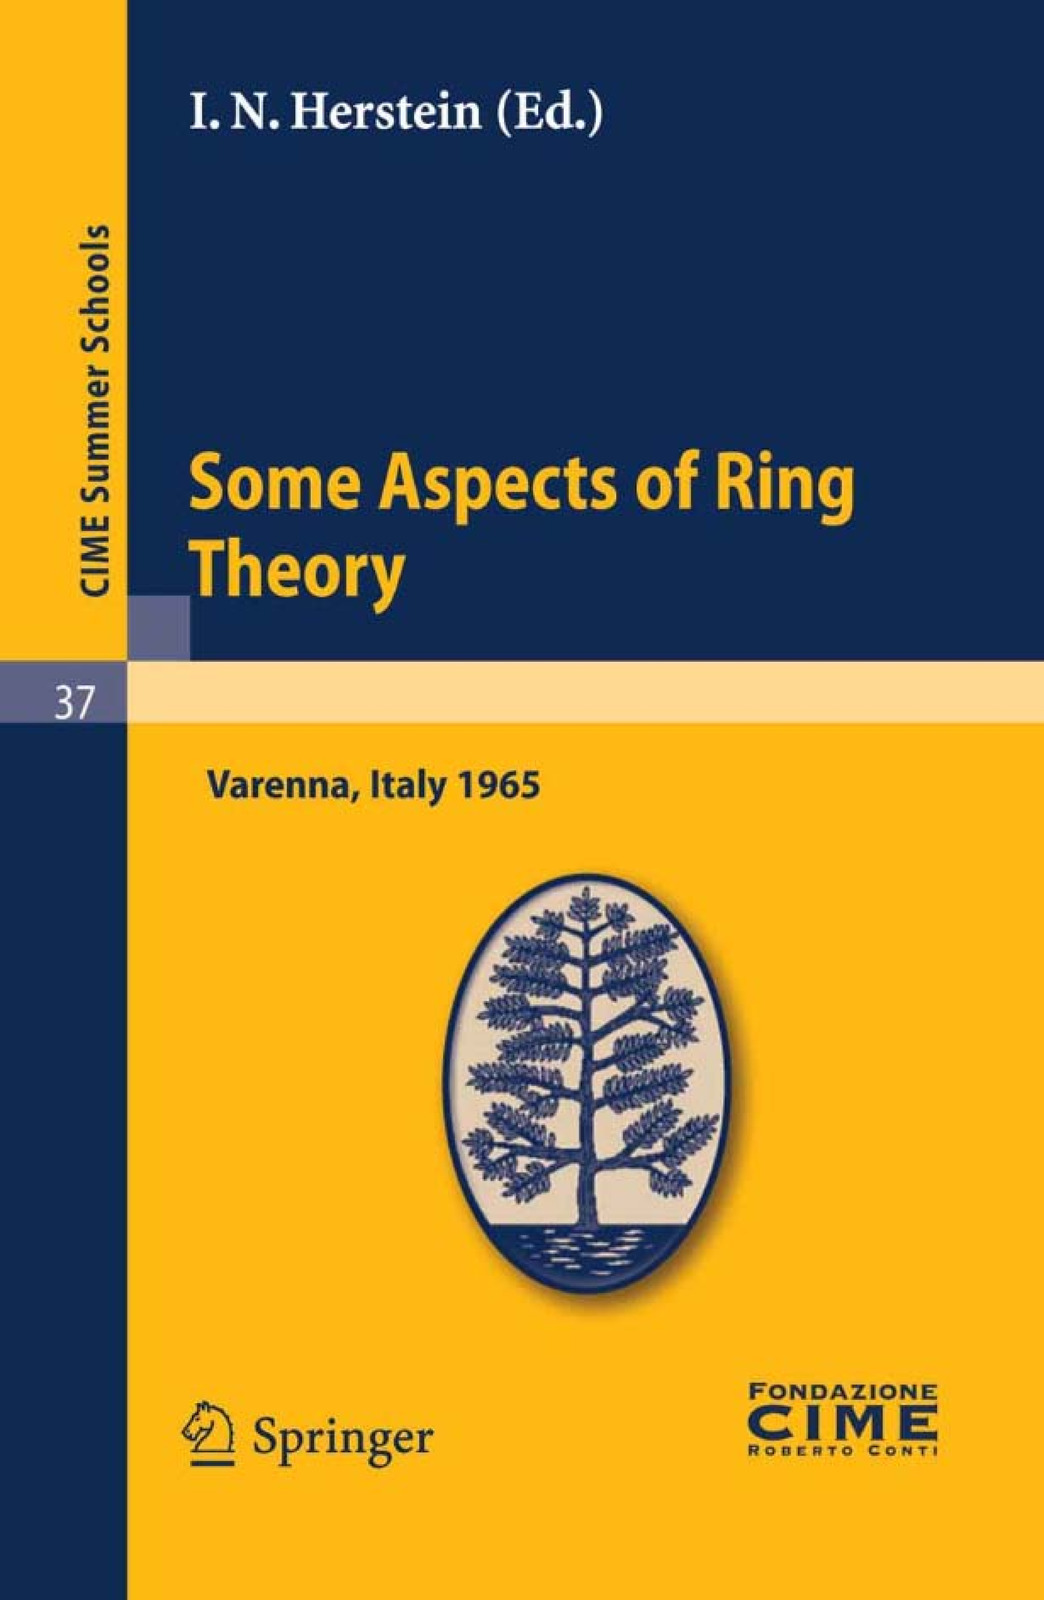 I. N. Herstein (Ed.)
CIME Summer Schools
Some Aspects of Ring
Theory
37
Varenna, Italy 1965
Springer
FONDAZIONE
CIME
ROBERTO CONTI